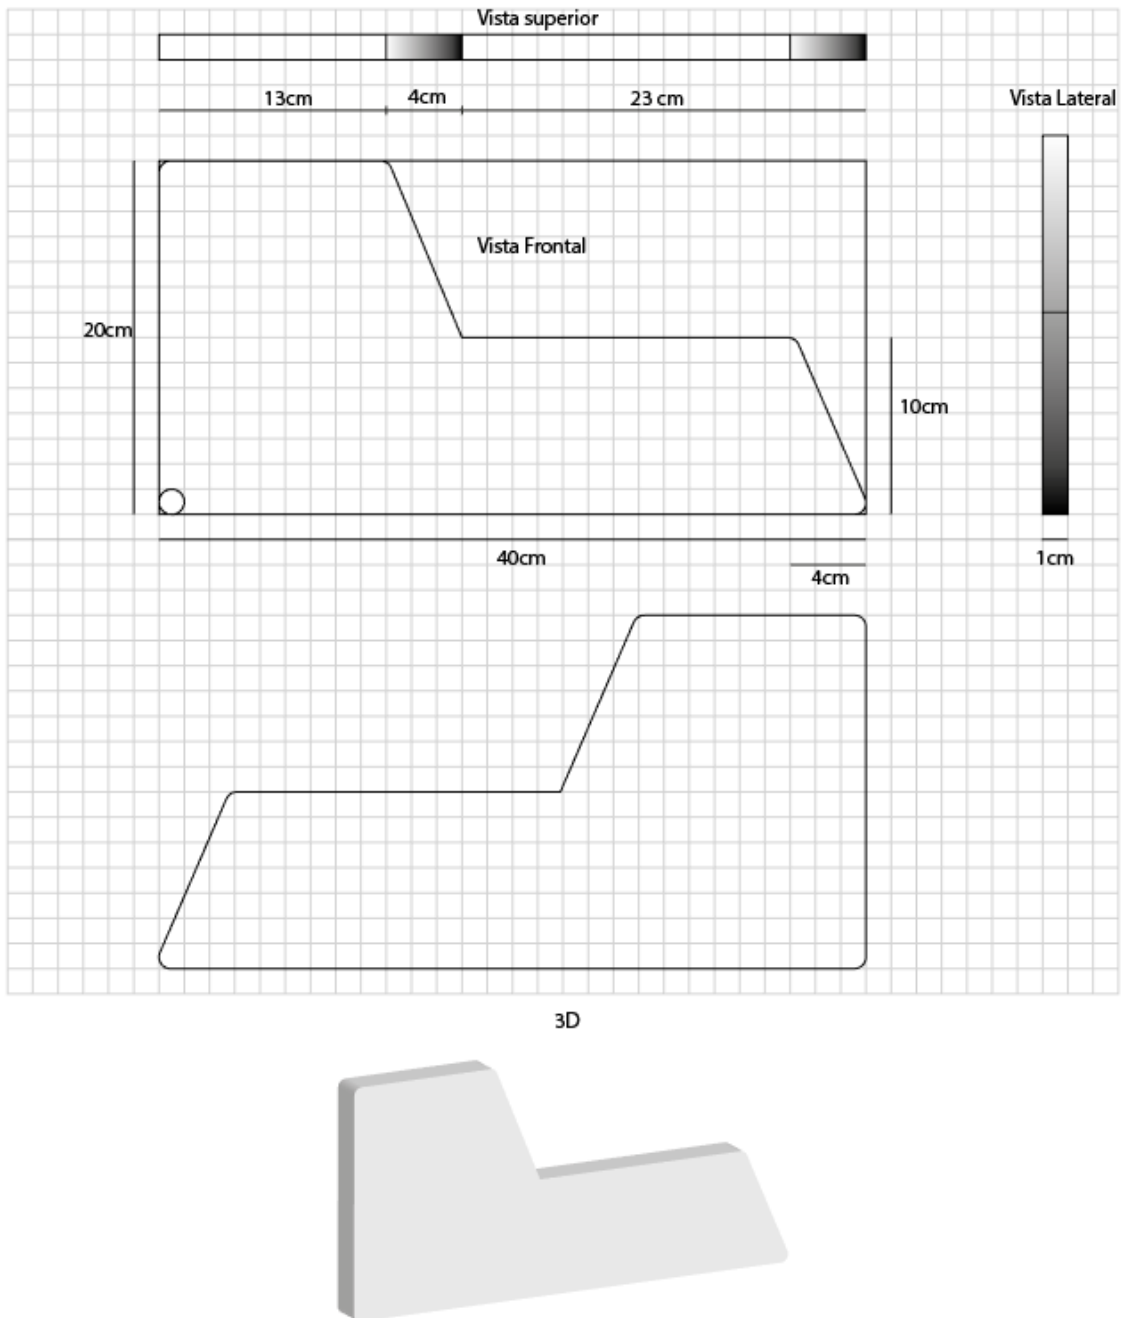 Vista superior
13cm
4cm
23 cm
Vista Lateral
Vista Frontal
20cm
10cm
40cm
4cm
1cm
3D